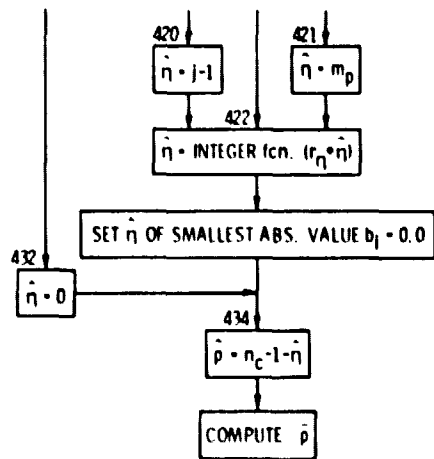 420
421
η̂ = j-1
η̂ = m_p
422
η̂ = INTEGER fcn. (r_η • η̂)
SET η̂ OF SMALLEST ABS. VALUE b_i = 0.0
432
η̂ = 0
434
ρ̂ = n_c -1-η̂
COMPUTE ρ̄